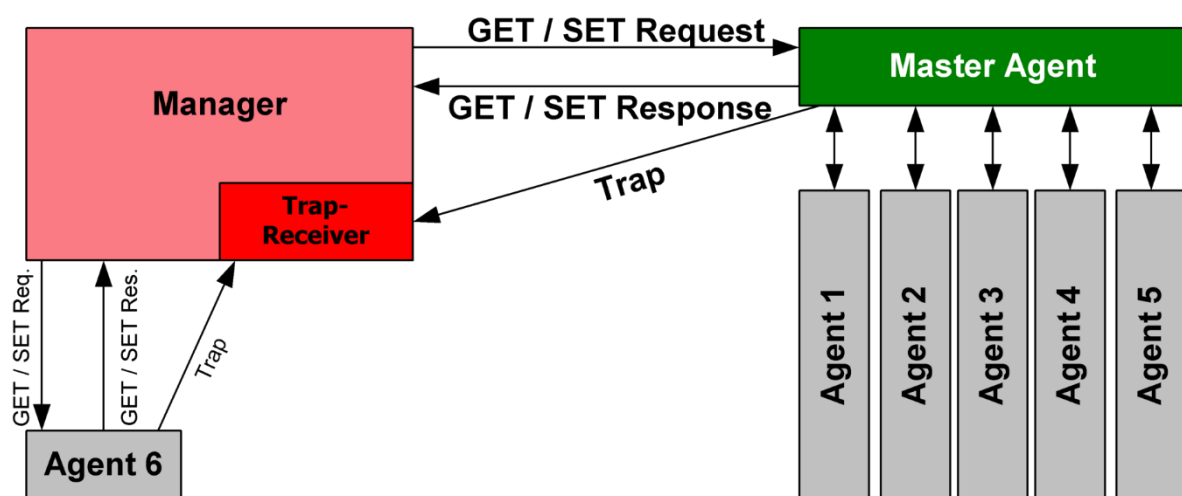 GET / SET Request
Manager
Master Agent
GET / SET Response
Trap
Trap-
Receiver
GET / SET Req.
GET / SET Res.
Trap
Agent 1
Agent 2
Agent 3
Agent 4
Agent 5
Agent 6